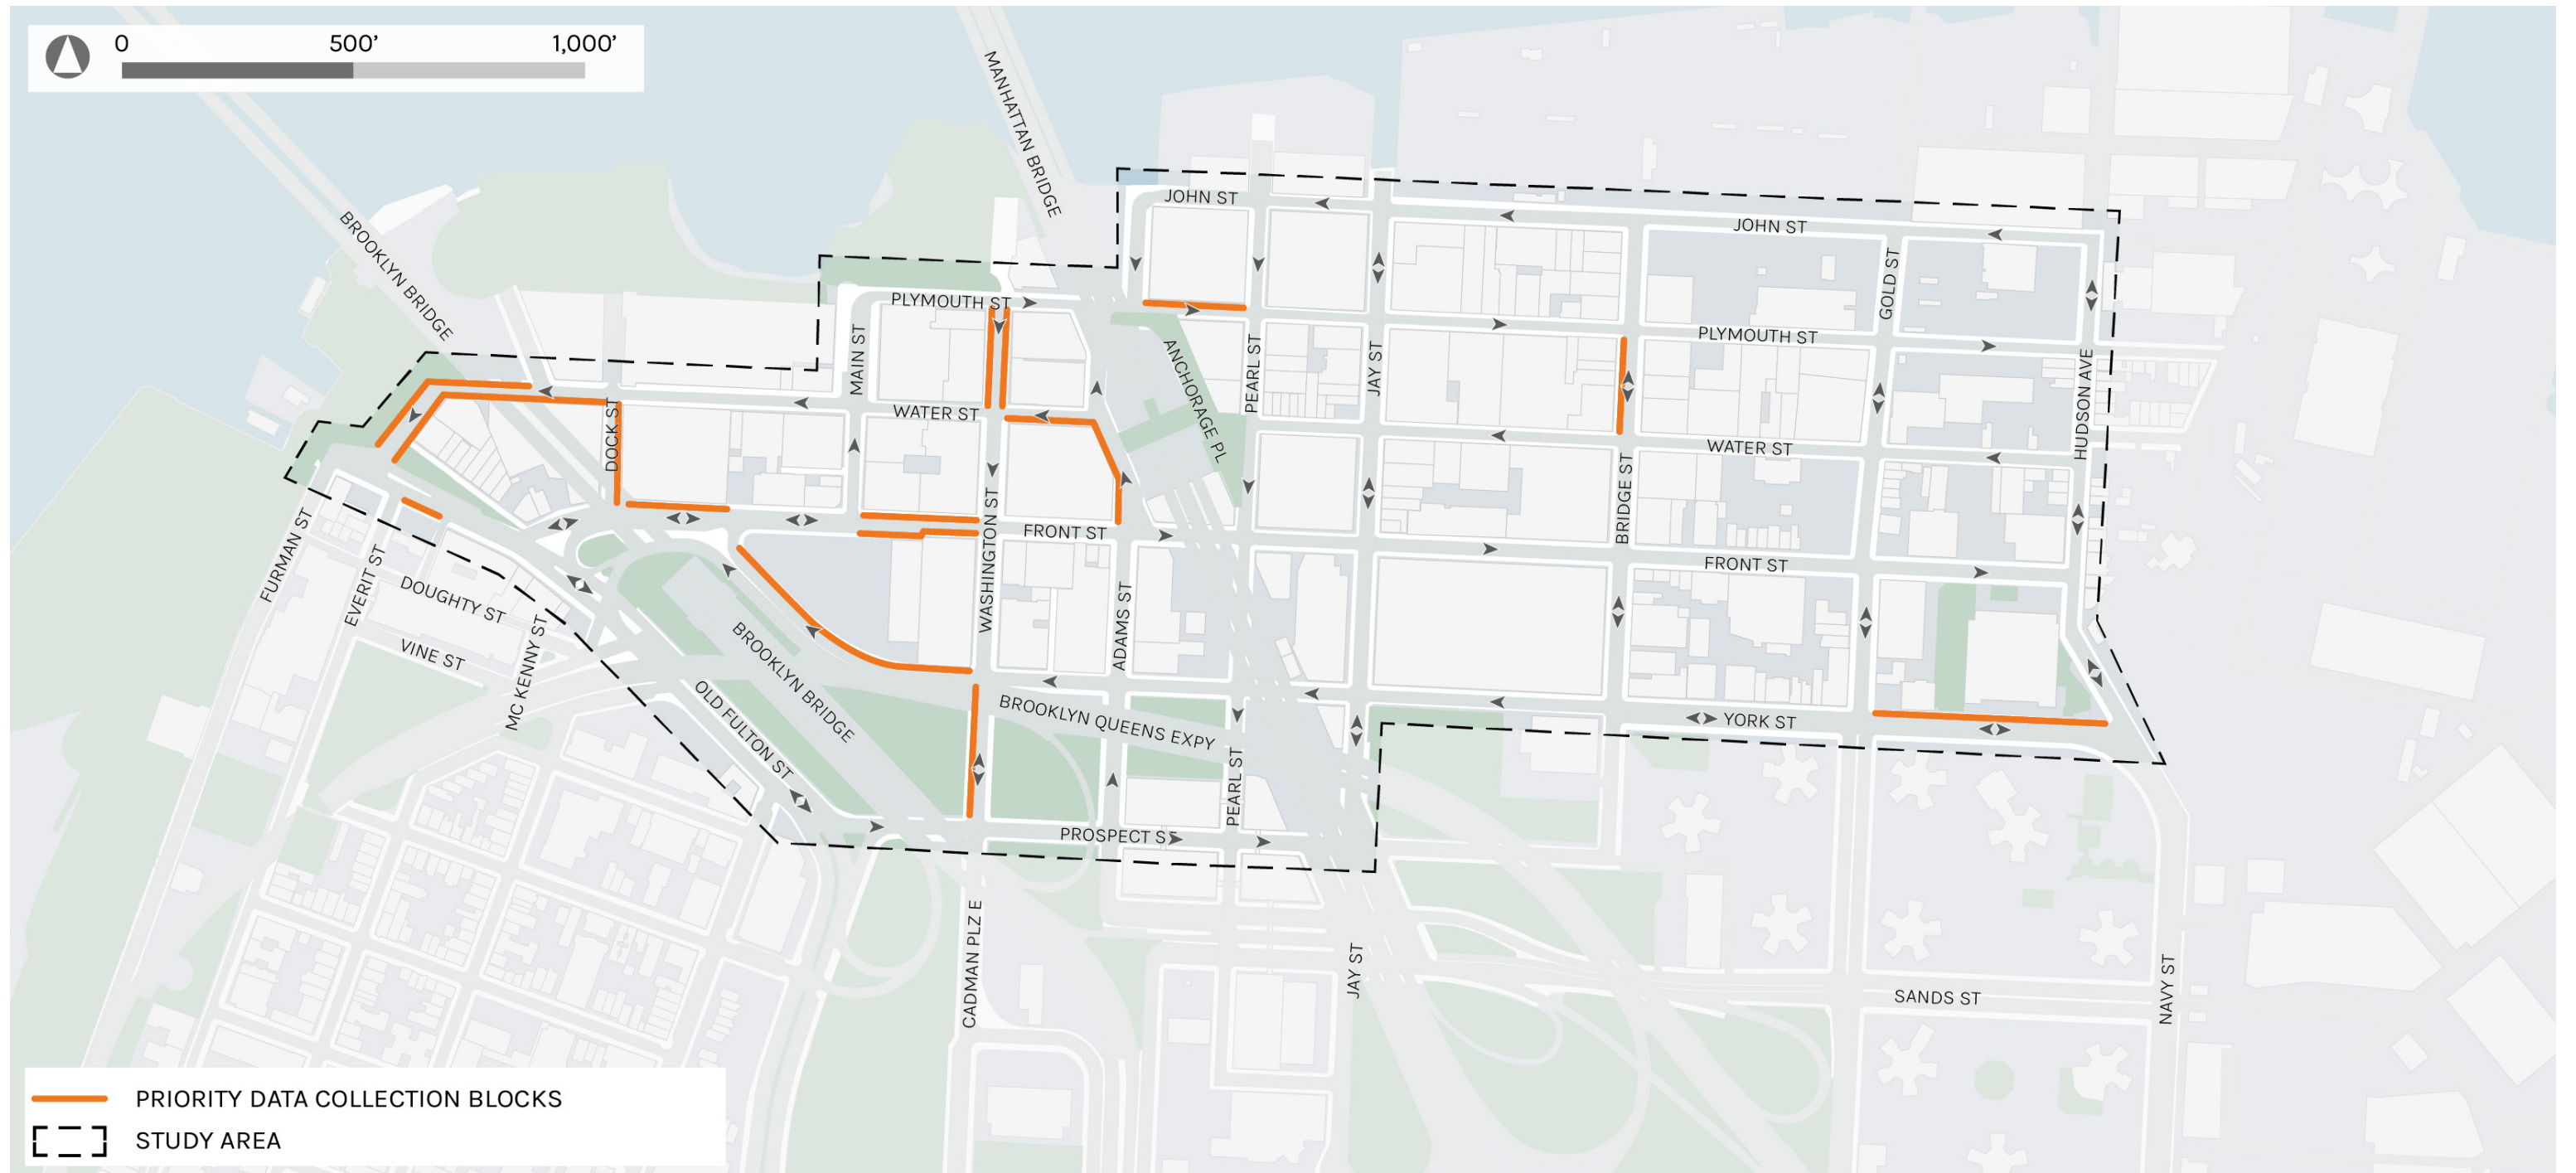 0 500' 1,000'
MANHATTAN BRIDGE
BROOKLYN BRIDGE
JOHN ST
JOHN ST
GOLD ST
PLYMOUTH ST
PLYMOUTH ST
MAIN ST
ANCHORAGE PL
PEARL ST
JAY ST
HUDSON AVE
WATER ST
WATER ST
DOCK ST
BRIDGE ST
WASHINGTON ST
FRONT ST
FRONT ST
FURMAN ST
EVERIT ST
DOUGHTY ST
MC KENNY ST
VINE ST
ADAMS ST
BROOKLYN BRIDGE
OLD FULTON ST
BROOKLYN QUEENS EXPY
YORK ST
PEARL ST
PROSPECT ST
CADMAN PLZ E
JAY ST
SANDS ST
NAVY ST
PRIORITY DATA COLLECTION BLOCKS
STUDY AREA